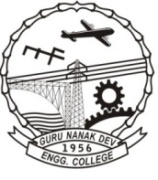 GURU NANAK DEV
1956
ENGG. COLLEGE